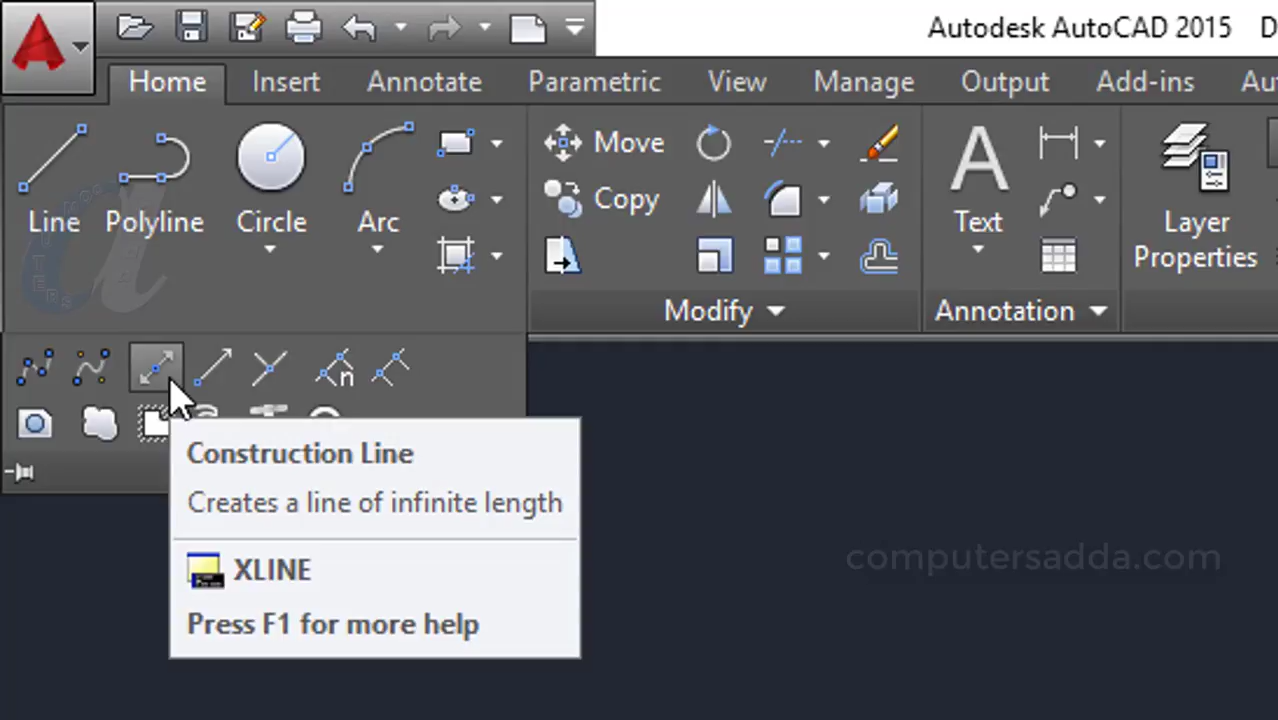 Autodesk AutoCAD 2015 D
Home Insert Annotate Parametric View Manage Output Add-ins Au
Line Polyline Circle Arc
Move
Copy
Text
Layer
Properties
Modify
Annotation
n
Construction Line
Creates a line of infinite length
XLINE
Press F1 for more help
computersadda.com